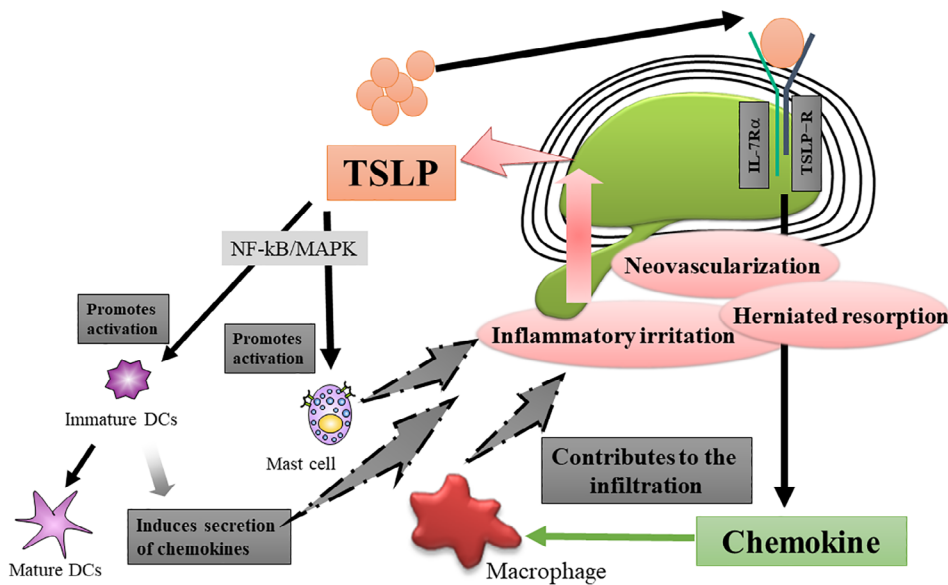 IL-7Rα
TSLP-R
TSLP
NF-kB/MAPK
Neovascularization
Promotes
activation
Herniated resorption
Inflammatory irritation
Promotes
activation
Immature DCs
Mast cell
Contributes to the
infiltration
Induces secretion
of chemokines
Chemokine
Mature DCs
Macrophage